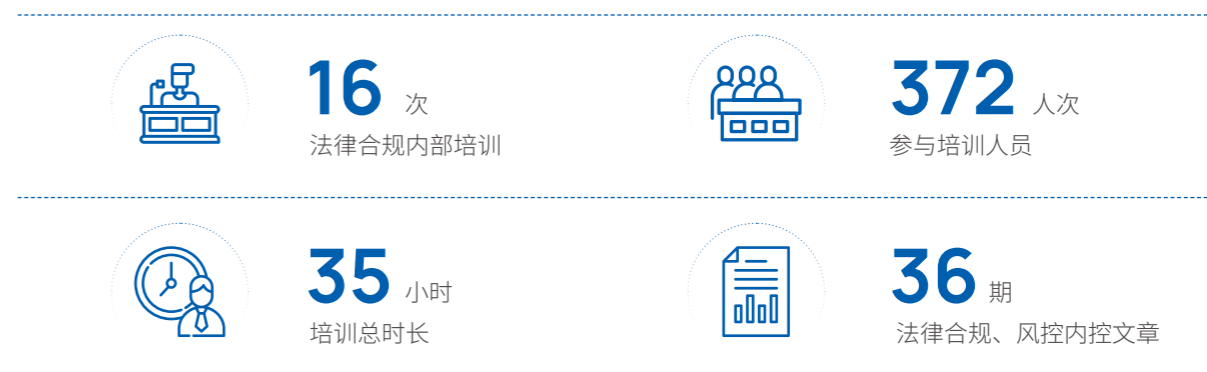 16 次
法律合规内部培训
372 人次
参与培训人员
35 小时
培训总时长
36 期
法律合规、风控内控文章